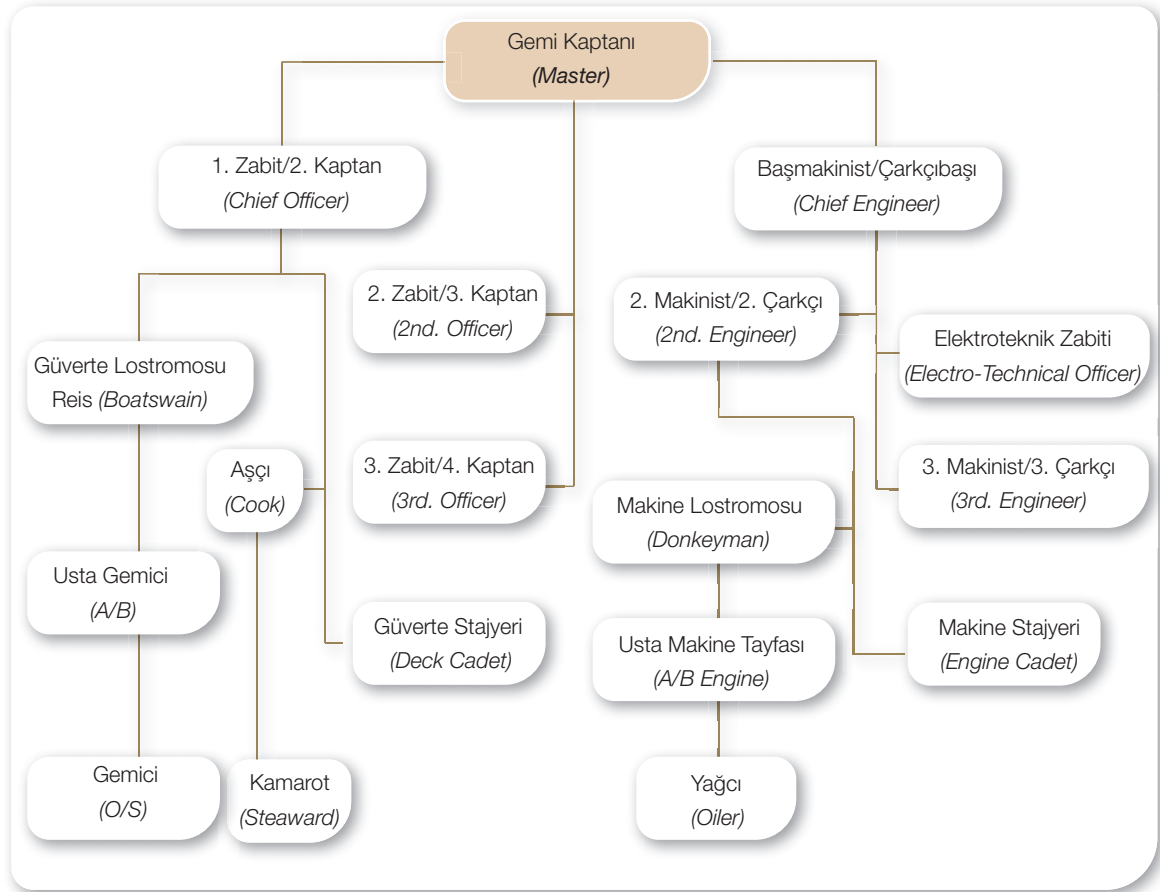 Gemi Kaptanı
(Master)
1. Zabit/2. Kaptan
(Chief Officer)
Başmakinist/Çarkçıbaşı
(Chief Engineer)
2. Zabit/3. Kaptan
(2nd. Officer)
2. Makinist/2. Çarkçı
(2nd. Engineer)
Elektroteknik Zabiti
(Electro-Technical Officer)
Güverte Lostromosu
Reis (Boatswain)
Aşçı
(Cook)
3. Zabit/4. Kaptan
(3rd. Officer)
3. Makinist/3. Çarkçı
(3rd. Engineer)
Makine Lostromosu
(Donkeyman)
Usta Gemici
(A/B)
Güverte Stajyeri
(Deck Cadet)
Usta Makine Tayfası
(A/B Engine)
Makine Stajyeri
(Engine Cadet)
Gemici
(O/S)
Kamarot
(Steaward)
Yağcı
(Oiler)